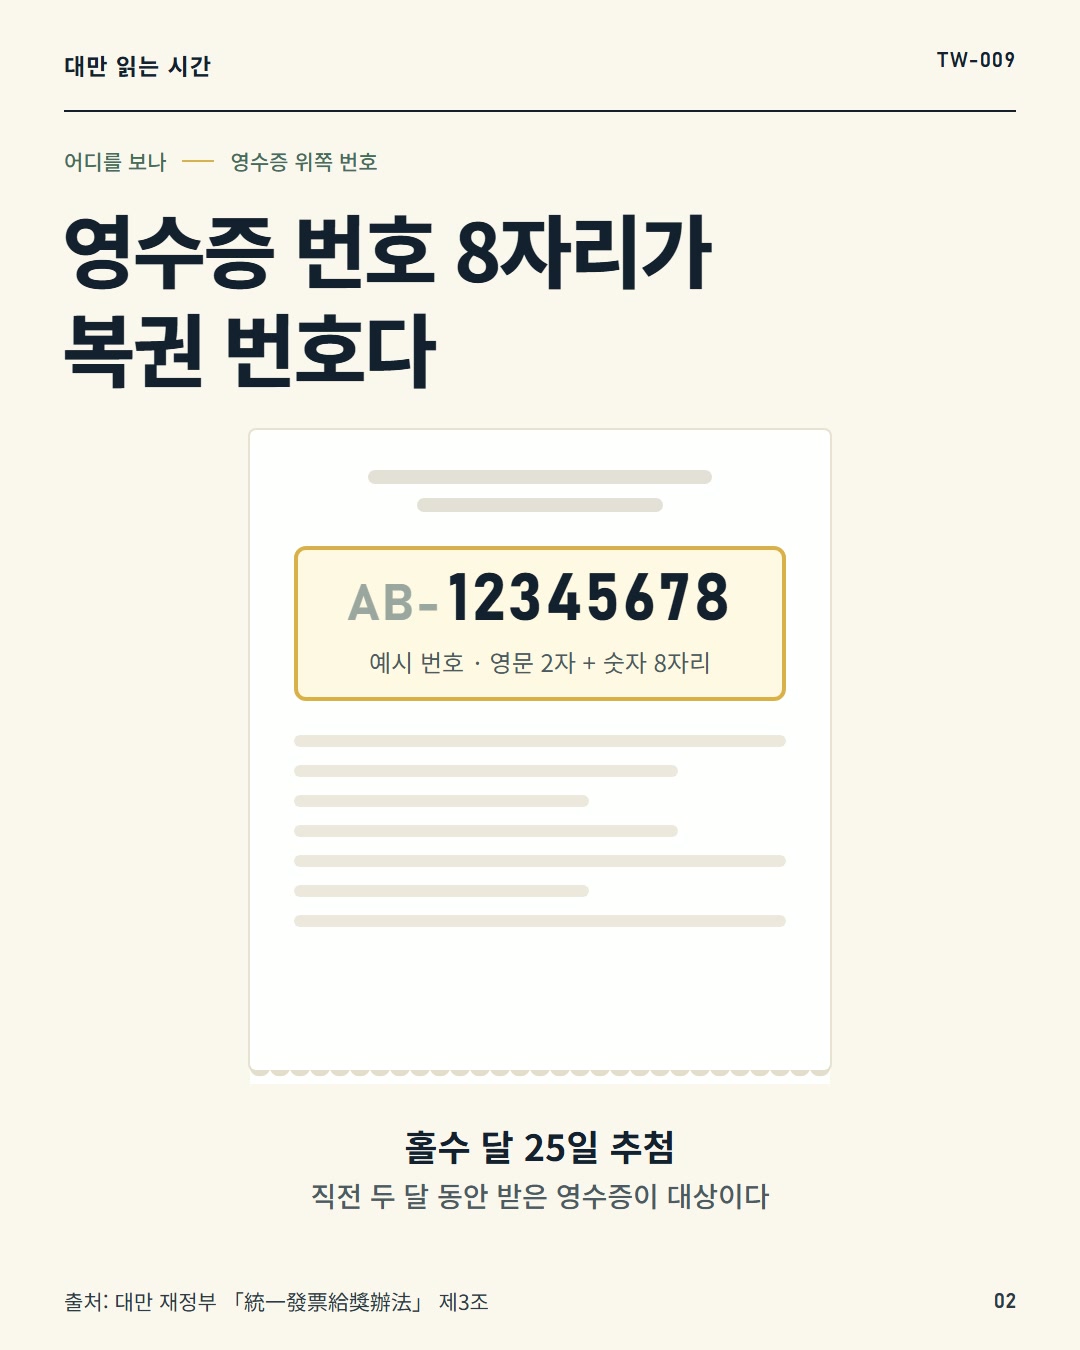 대만 읽는 시간
TW-009
어디를 보나 — 영수증 위쪽 번호
영수증 번호 8자리가
복권 번호다
AB-12345678
예시 번호 · 영문 2자 + 숫자 8자리
홀수 달 25일 추첨
직전 두 달 동안 받은 영수증이 대상이다
출처: 대만 재정부 「統一發票給獎辦法」 제3조
02